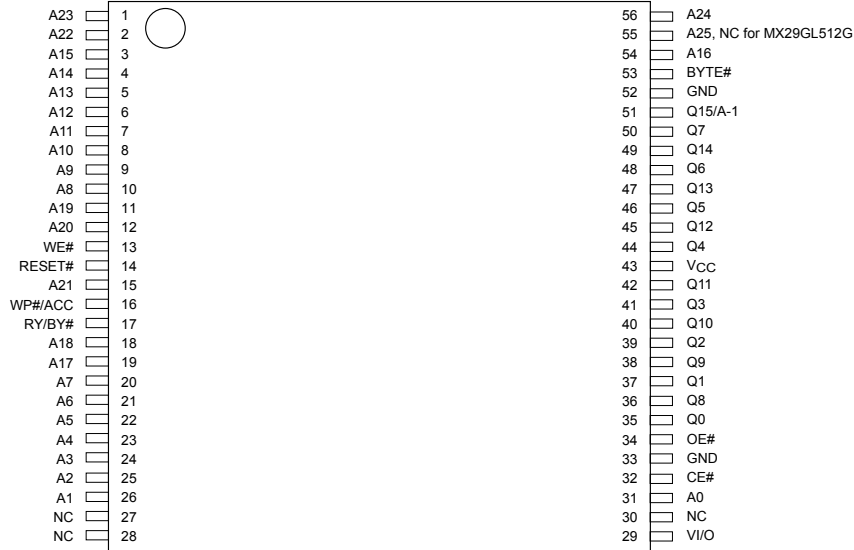 A23 1 56 A24
A22 2 55 A25, NC for MX29GL512G
A15 3 54 A16
A14 4 53 BYTE#
A13 5 52 GND
A12 6 51 Q15/A-1
A11 7 50 Q7
A10 8 49 Q14
A9 9 48 Q6
A8 10 47 Q13
A19 11 46 Q5
A20 12 45 Q12
WE# 13 44 Q4
RESET# 14 43 VCC
A21 15 42 Q11
WP#/ACC 16 41 Q3
RY/BY# 17 40 Q10
A18 18 39 Q2
A17 19 38 Q9
A7 20 37 Q1
A6 21 36 Q8
A5 22 35 Q0
A4 23 34 OE#
A3 24 33 GND
A2 25 32 CE#
A1 26 31 A0
NC 27 30 NC
NC 28 29 VI/O